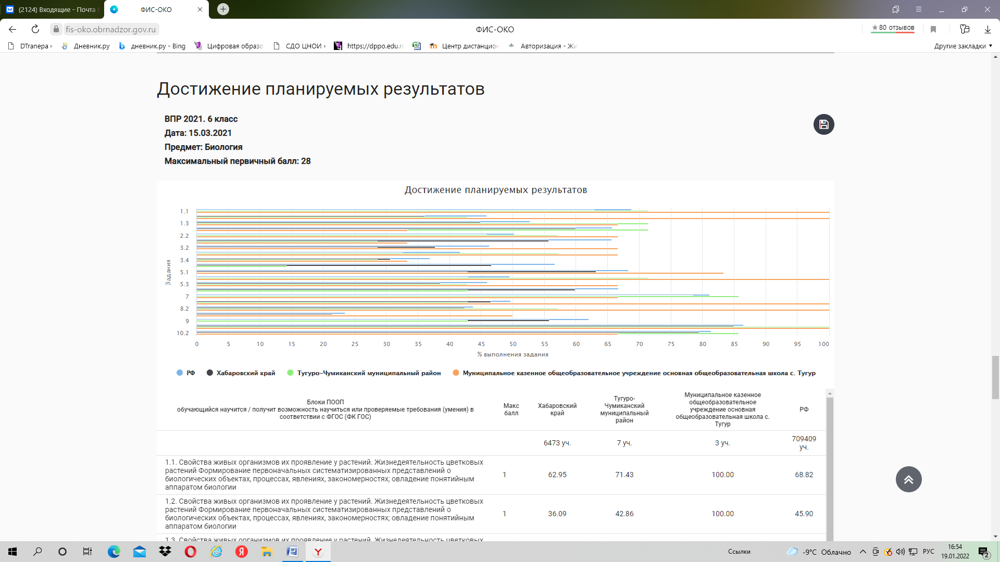 (2124) Входящие - Почта
ФИС-ОКО
fis-oko.obrnadzor.gov.ru
ФИС-ОКО
★80 отзывов
DTranepa ›
Дневник.ру
дневник.ру - Bing
Цифровая образо
СДО ЦНОИ ›
https://dppo.edu.ru
Центр дистанцион
Авторизация - Жи
Другие закладки
Достижение планируемых результатов
ВПР 2021. 6 класс
Дата: 15.03.2021
Предмет: Биология
Максимальный первичный балл: 28
Достижение планируемых результатов
Задания
1.1
1.3
2.2
3.2
3.4
5.1
5.3
7
8.2
9
10.2
0 5 10 15 20 25 30 35 40 45 50 55 60 65 70 75 80 85 90 95 100
% выполнения задания
РФ Хабаровский край Тугуро-Чумиканский муниципальный район Муниципальное казенное общеобразовательное учреждение основная общеобразовательная школа с. Тугур
Блоки ПООП
обучающийся научится / получит возможность научиться или проверяемые требования (умения) в
соответствии с ФГОС (ФК ГОС)
Макс
балл
Хабаровский
край
Тугуро-
Чумиканский
муниципальный
район
Муниципальное казенное
общеобразовательное
учреждение основная
общеобразовательная школа с.
Тугур
РФ
6473 уч.
7 уч.
3 уч.
709409
уч.
1.1. Свойства живых организмов их проявление у растений. Жизнедеятельность цветковых
растений Формирование первоначальных систематизированных представлений о
биологических объектах, процессах, явлениях, закономерностях; овладение понятийным
аппаратом биологии
1 62.95 71.43 100.00 68.82
1.2. Свойства живых организмов их проявление у растений. Жизнедеятельность цветковых
растений Формирование первоначальных систематизированных представлений о
биологических объектах, процессах, явлениях, закономерностях; овладение понятийным
аппаратом биологии
1 36.09 42.86 100.00 45.90
1.3. Свойства живых организмов их проявление у растений. Жизнедеятельность цветковых
Ссылки
-9°C Облачно
РУС
16:54
19.01.2022
2